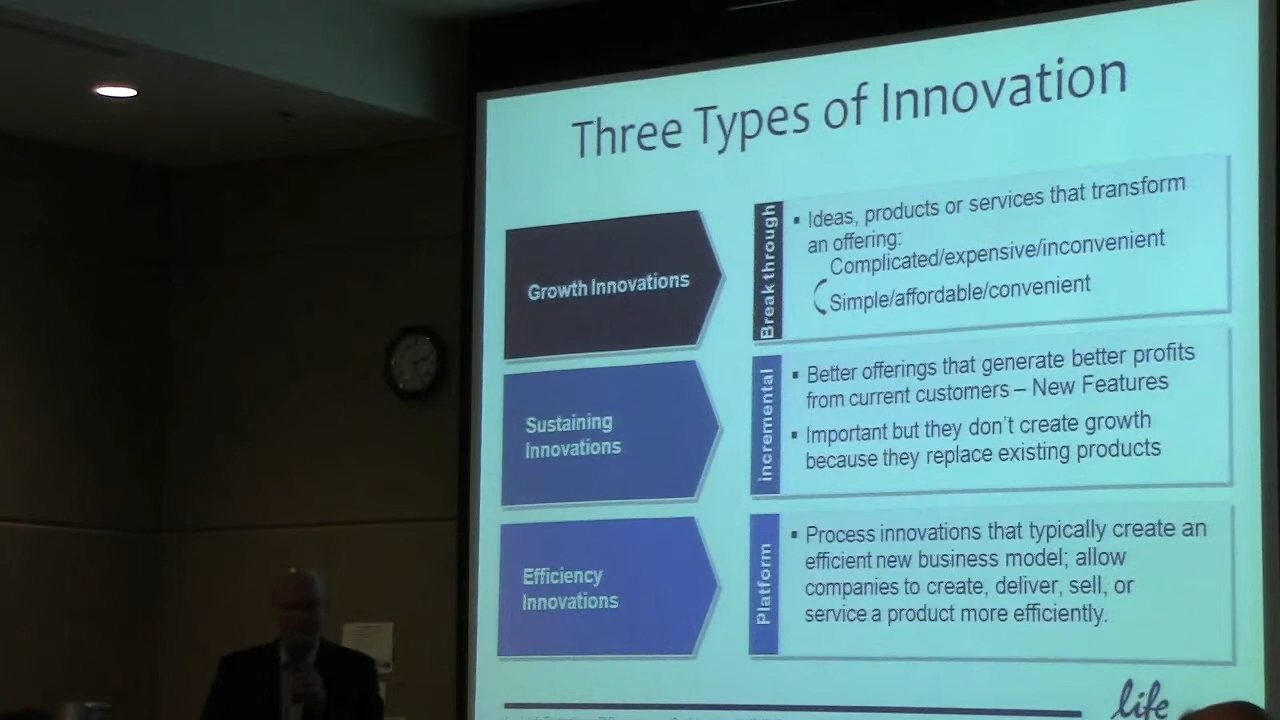 Three Types of Innovation
Growth Innovations
Breakthrough
▪ Ideas, products or services that transform
an offering:
Complicated/expensive/inconvenient
Simple/affordable/convenient
Sustaining
Innovations
incremental
▪ Better offerings that generate better profits
from current customers – New Features
▪ Important but they don't create growth
because they replace existing products
Efficiency
Innovations
Platform
▪ Process innovations that typically create an
efficient new business model; allow
companies to create, deliver, sell, or
service a product more efficiently.
life